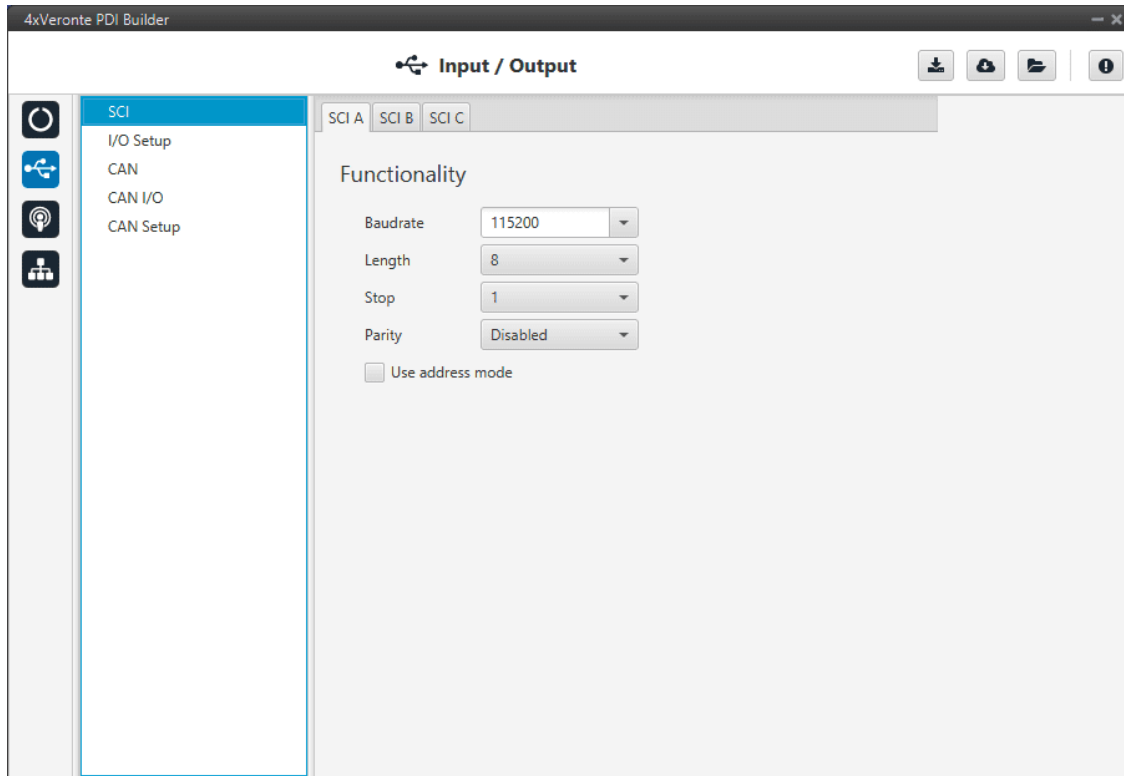 4xVeronte PDI Builder
Input / Output
SCI
I/O Setup
CAN
CAN I/O
CAN Setup
SCI A SCI B SCI C
Functionality
Baudrate 115200
Length 8
Stop 1
Parity Disabled
Use address mode